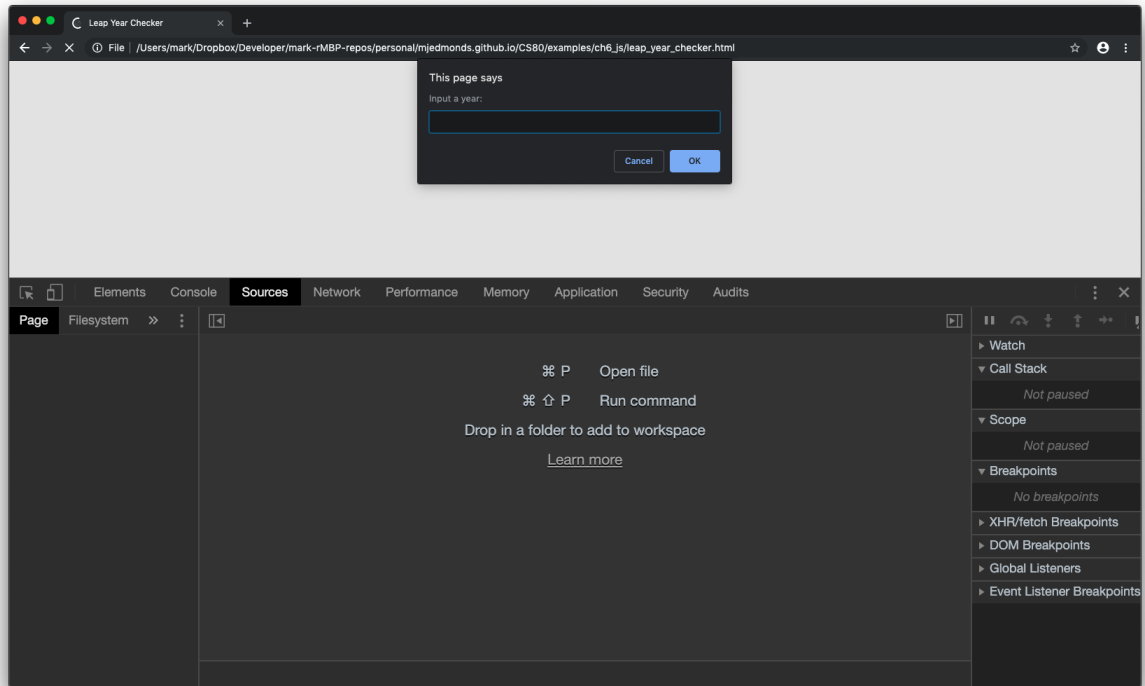 Leap Year Checker
File | /Users/mark/Dropbox/Developer/mark-rMBP-repos/personal/mjedmonds.github.io/CS80/examples/ch6_js/leap_year_checker.html
This page says
Input a year:
Cancel OK
Elements Console Sources Network Performance Memory Application Security Audits
Page Filesystem »
⌘ P Open file
⌘ ⇧ P Run command
Drop in a folder to add to workspace
Learn more
Watch
Call Stack
Not paused
Scope
Not paused
Breakpoints
No breakpoints
XHR/fetch Breakpoints
DOM Breakpoints
Global Listeners
Event Listener Breakpoints